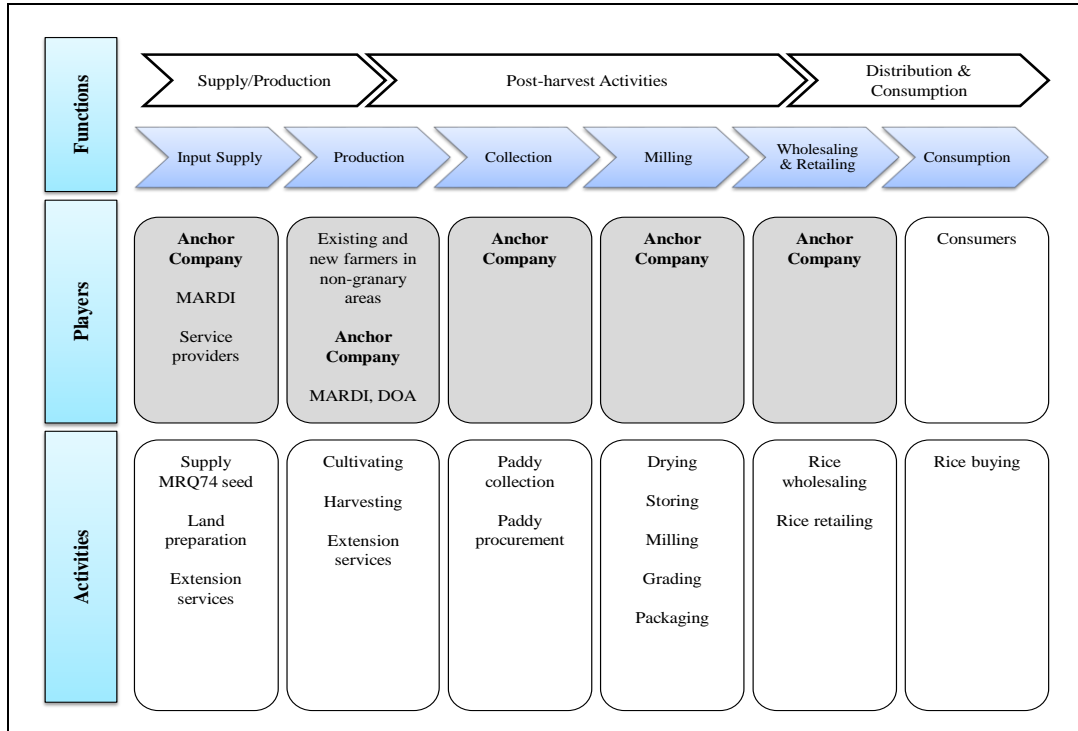 Functions
Supply/Production
Post-harvest Activities
Distribution &
Consumption
Input Supply
Production
Collection
Milling
Wholesaling
& Retailing
Consumption
Players
Anchor
Company
MARDI
Service
providers
Existing and
new farmers in
non-granary
areas
Anchor
Company
MARDI, DOA
Anchor
Company
Anchor
Company
Anchor
Company
Consumers
Activities
Supply
MRQ74 seed
Land
preparation
Extension
services
Cultivating
Harvesting
Extension
services
Paddy
collection
Paddy
procurement
Drying
Storing
Milling
Grading
Packaging
Rice
wholesaling
Rice retailing
Rice buying